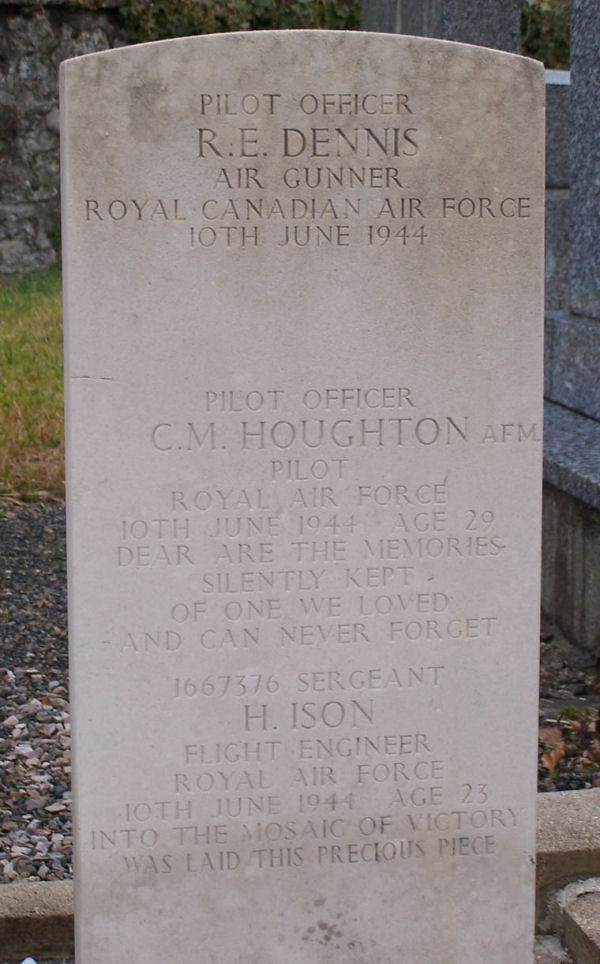 PILOT OFFICER
R.E. DENNIS
AIR GUNNER
ROYAL CANADIAN AIR FORCE
10TH JUNE 1944
PILOT OFFICER
C.M. HOUGHTON AFM.
PILOT
ROYAL AIR FORCE
10TH JUNE 1944 AGE 29
DEAR ARE THE MEMORIES
SILENTLY KEPT
OF ONE WE LOVED
AND CAN NEVER FORGET
1667376 SERGEANT
H. ISON
FLIGHT ENGINEER
ROYAL AIR FORCE
10TH JUNE 1944 AGE 23
INTO THE MOSAIC OF VICTORY
WAS LAID THIS PRECIOUS PIECE